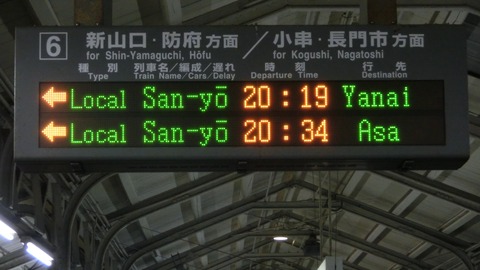 6 新山口・防府方面／小串・長門市方面
for Shin-Yamaguchi, Hōfu for Kogushi, Nagatoshi
種別 列車名／編成／遅れ 時刻 行先
Type Train Name/Cars/Delay Departure Time Destination
←Local San-yō 20:19 Yanai
←Local San-yō 20:34 Asa